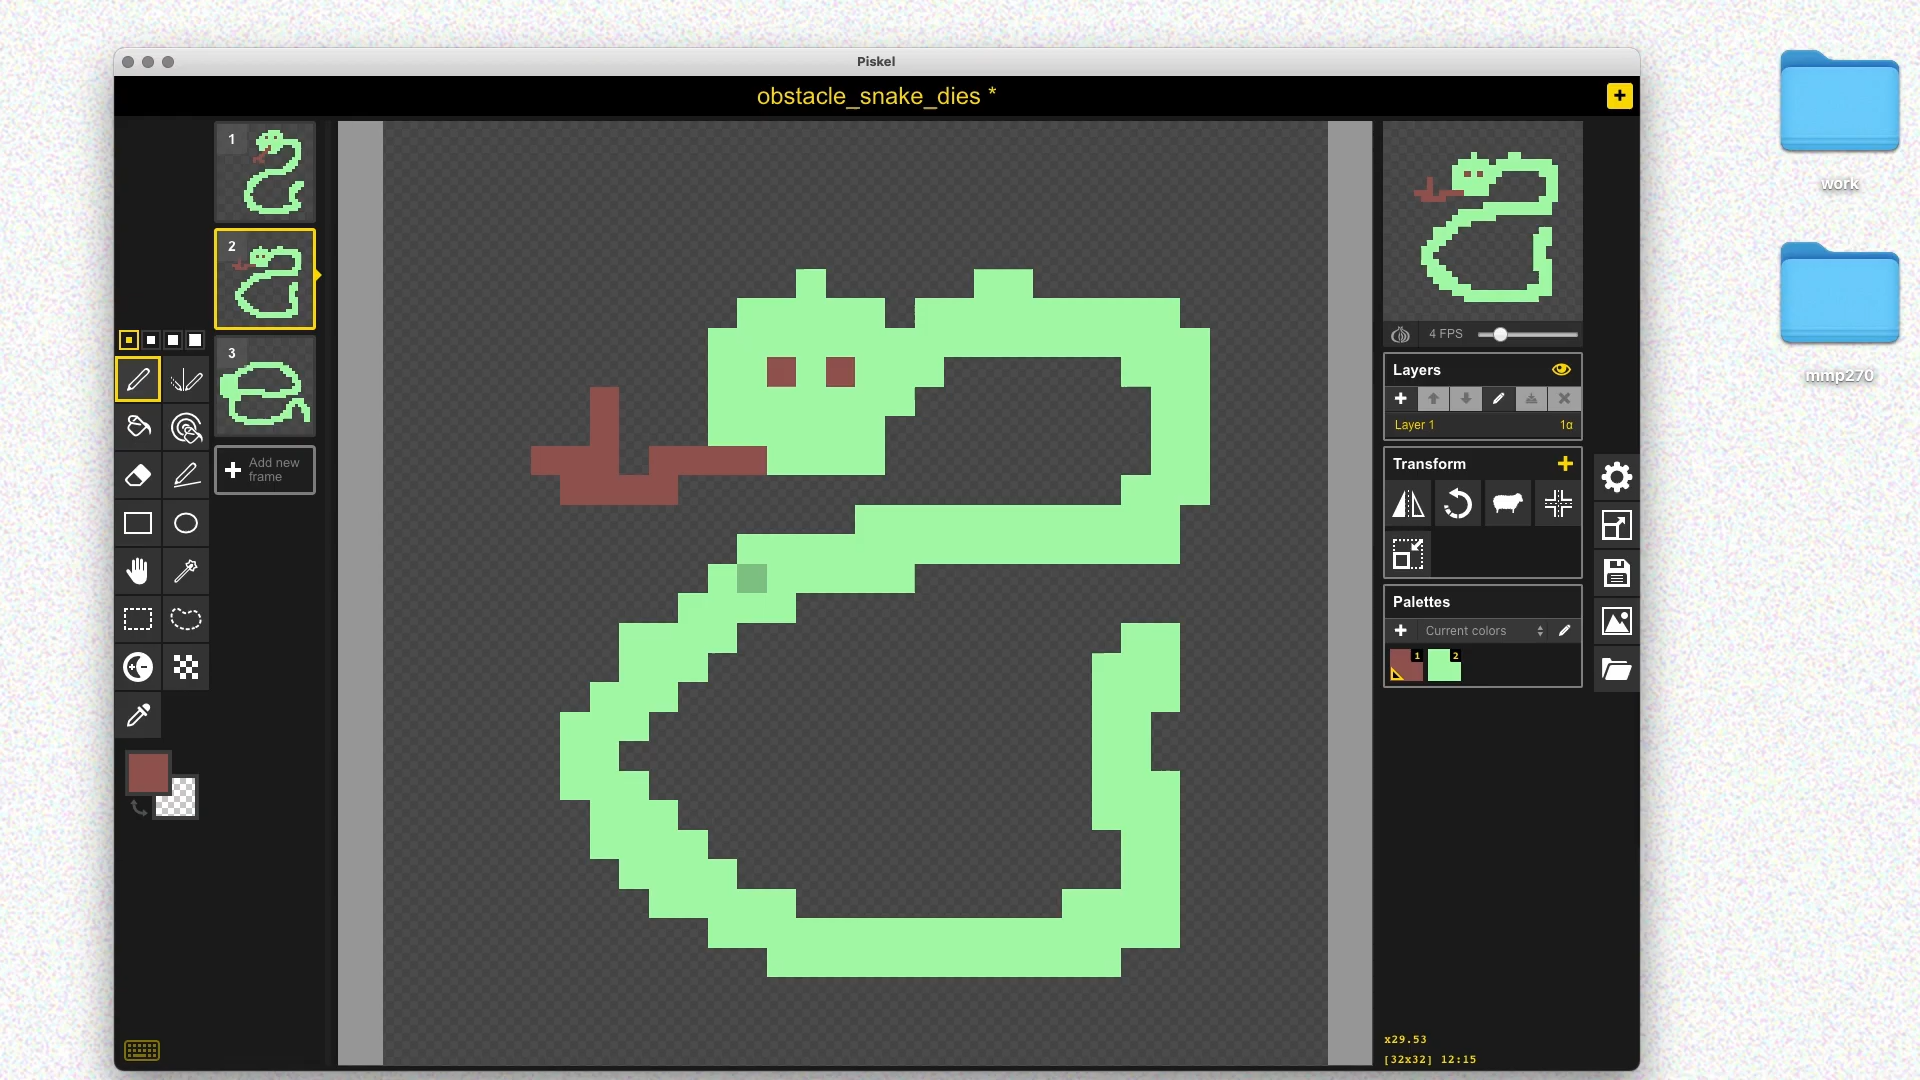 Piskel
obstacle_snake_dies *
1
2
3
Add new
frame
4 FPS
Layers
Layer 1
1α
Transform
Palettes
Current colors
1
2
x29.53
[32x32] 12:15
work
mmp270